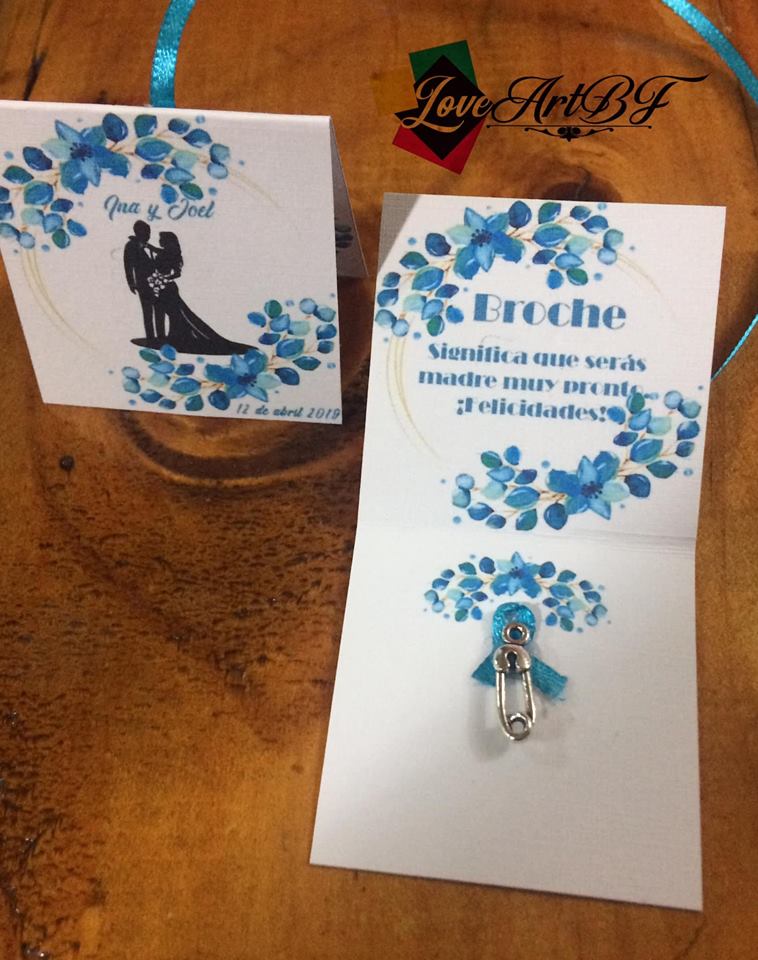 LoveArtBF
Ina y Joel
12 de abril 2019
Broche
Significa que serás
madre muy pronto...
¡Felicidades!